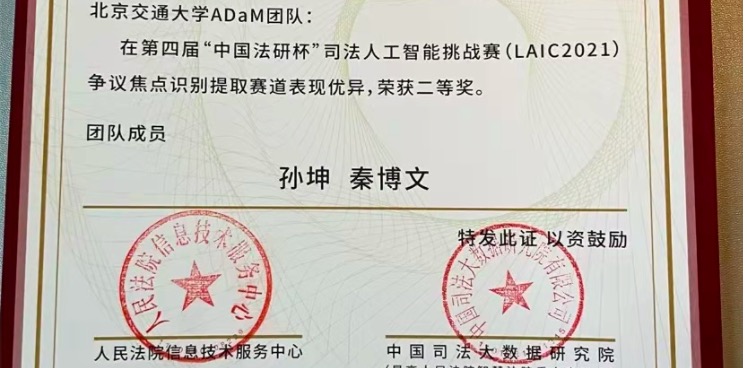 北京交通大学ADaM团队：
在第四届“中国法研杯”司法人工智能挑战赛（LAIC2021）
争议焦点识别提取赛道表现优异，荣获二等奖。
团队成员
孙坤 秦博文
特发此证 以资鼓励
人民法院信息技术服务中心
中国司法大数据研究院有限公司
人民法院信息技术服务中心
中国司法大数据研究院